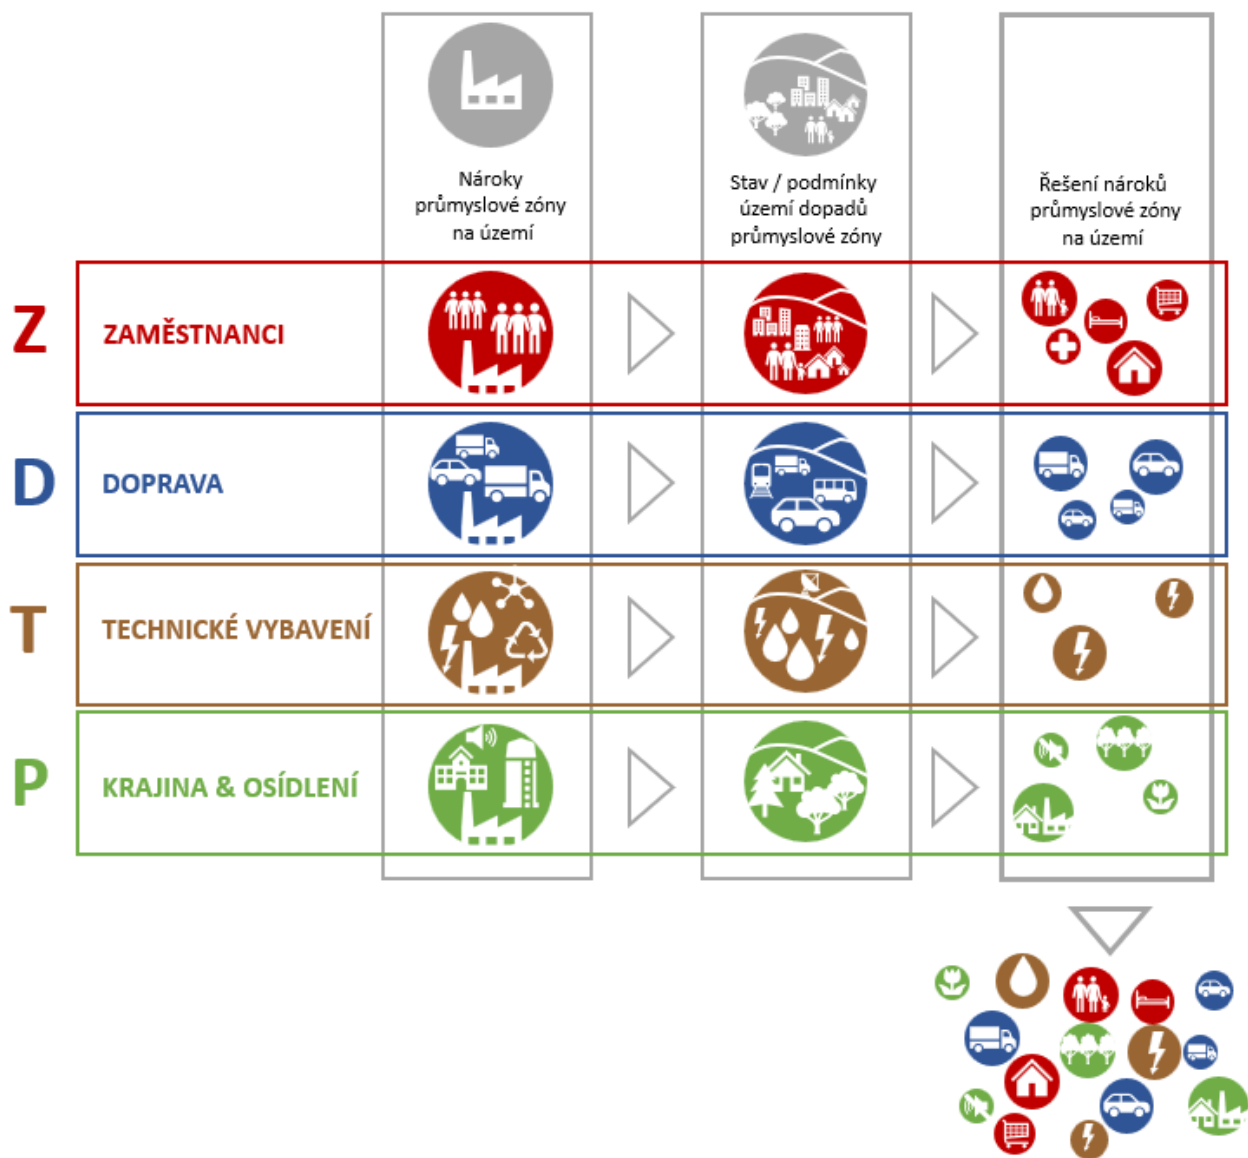 Nároky
průmyslové zóny
na území
Stav / podmínky
území dopadů
průmyslové zóny
Řešení nároků
průmyslové zóny
na území
Z
ZAMĚSTNANCI
D
DOPRAVA
T
TECHNICKÉ VYBAVENÍ
P
KRAJINA & OSÍDLENÍ